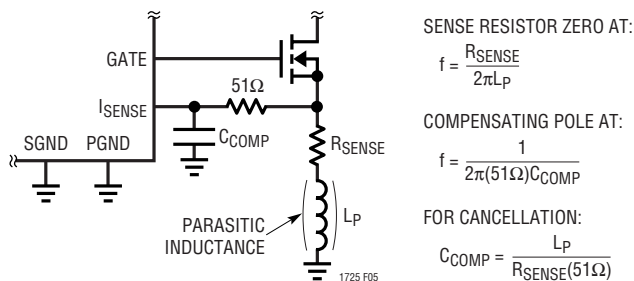 GATE
51Ω
I_SENSE
C_COMP
SGND PGND
R_SENSE
PARASITIC
INDUCTANCE
L_P
1725 F05
SENSE RESISTOR ZERO AT:
f = R_SENSE / 2πL_P
COMPENSATING POLE AT:
f = 1 / 2π(51Ω)C_COMP
FOR CANCELLATION:
C_COMP = L_P / R_SENSE(51Ω)